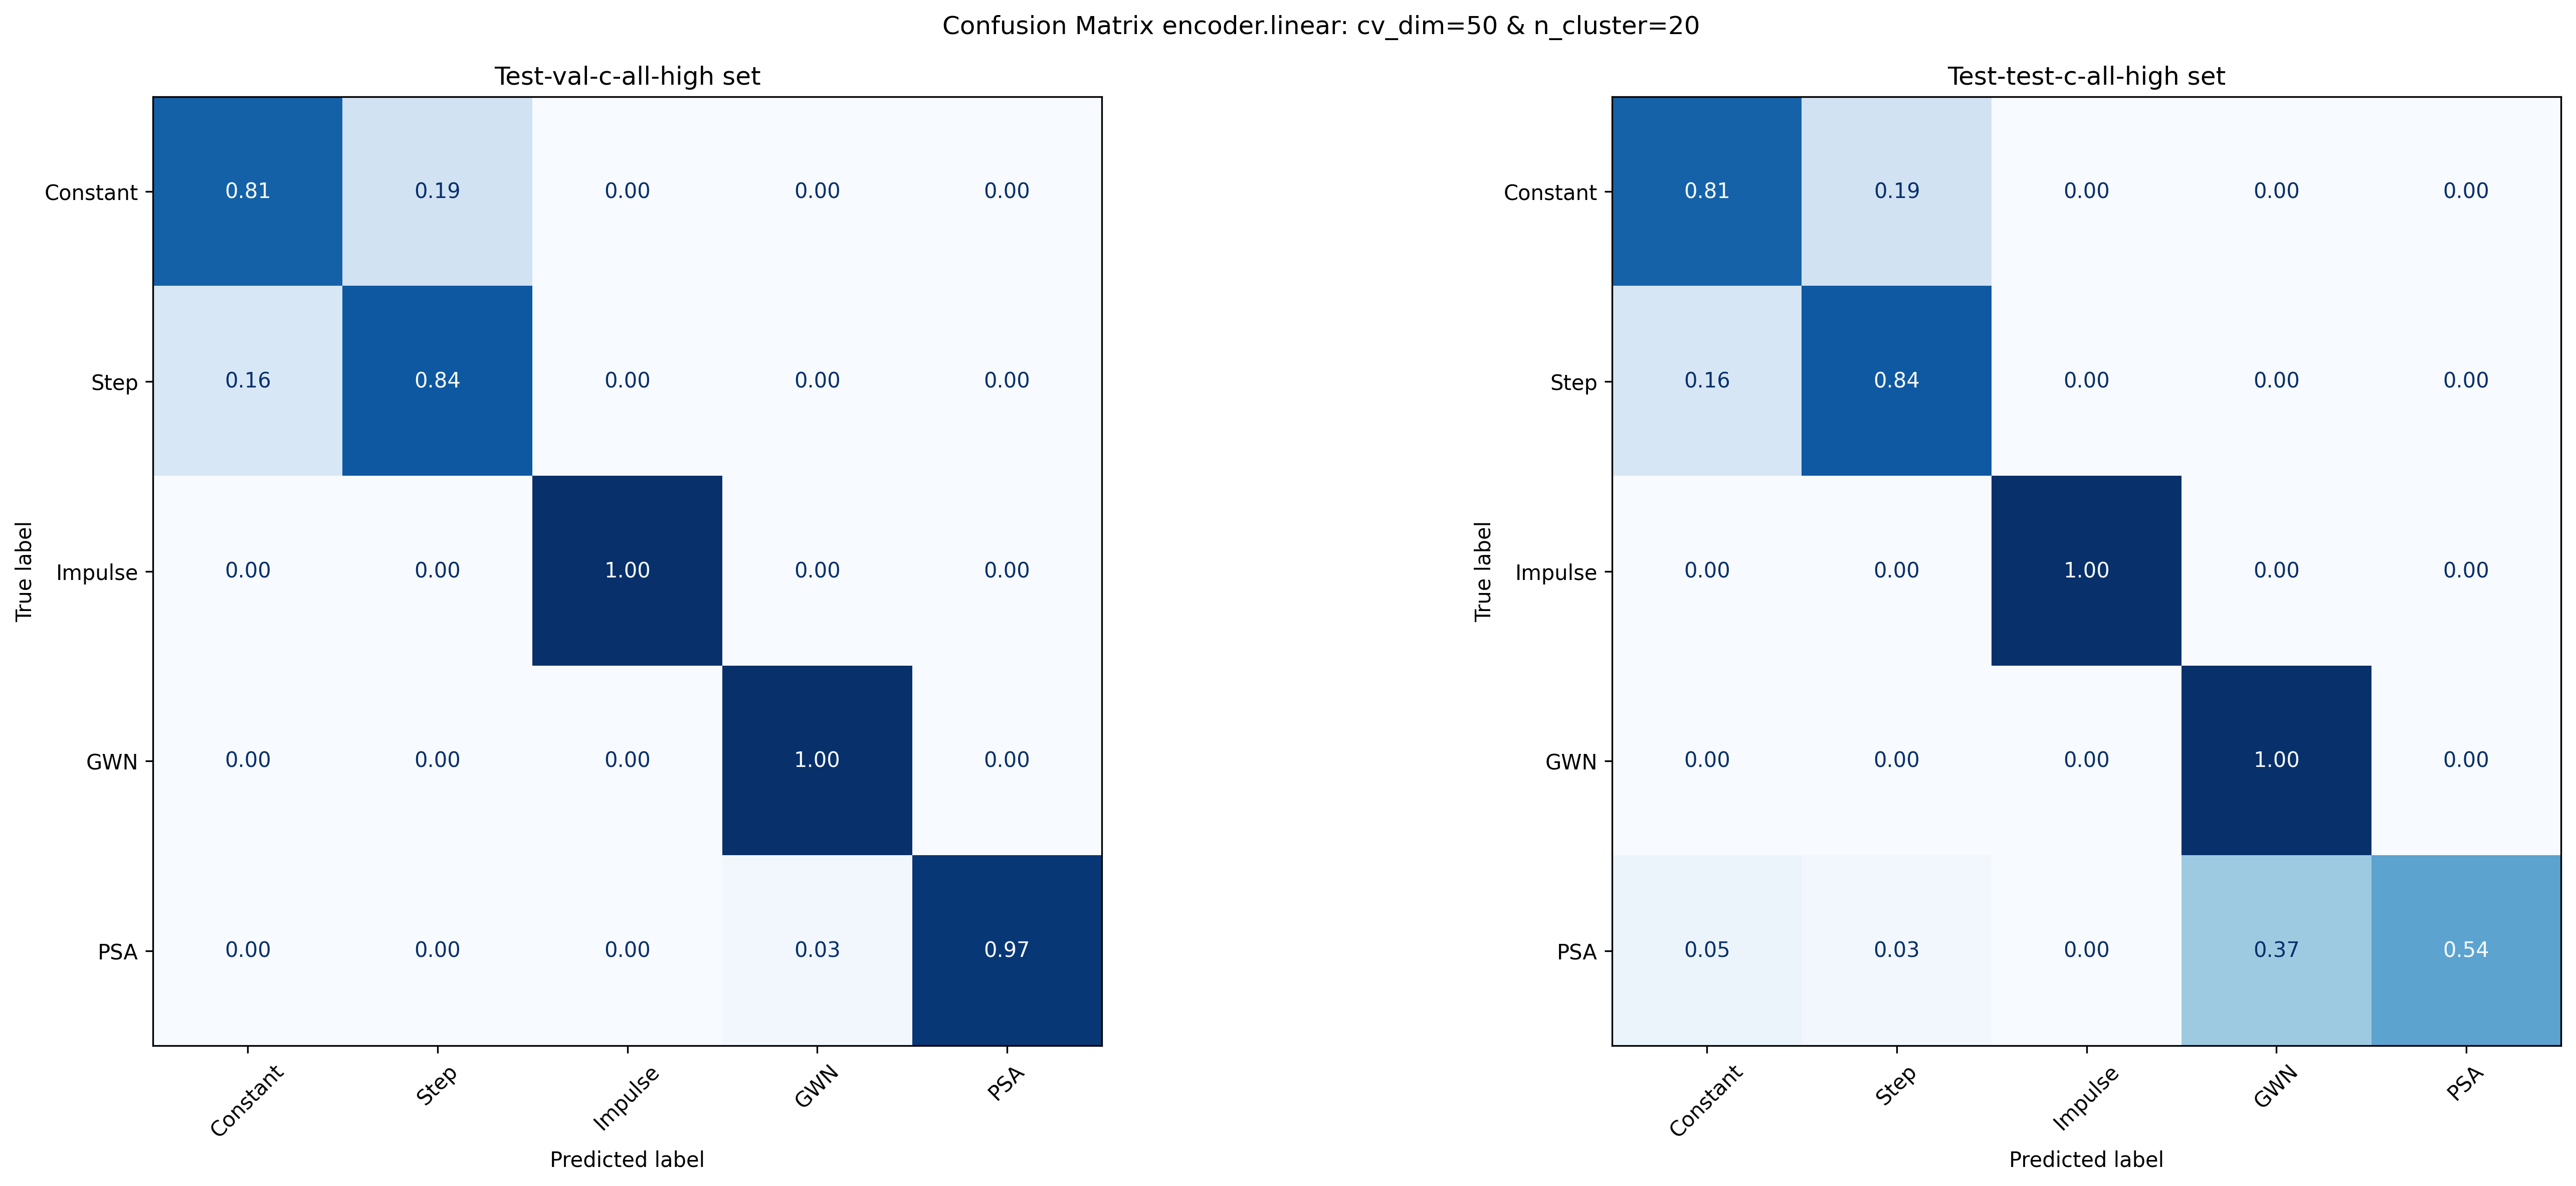 Confusion Matrix encoder.linear: cv_dim=50 & n_cluster=20
Test-val-c-all-high set
True label
Constant 0.81 0.19 0.00 0.00 0.00
Step 0.16 0.84 0.00 0.00 0.00
Impulse 0.00 0.00 1.00 0.00 0.00
GWN 0.00 0.00 0.00 1.00 0.00
PSA 0.00 0.00 0.00 0.03 0.97
Constant Step Impulse GWN PSA
Predicted label
Test-test-c-all-high set
True label
Constant 0.81 0.19 0.00 0.00 0.00
Step 0.16 0.84 0.00 0.00 0.00
Impulse 0.00 0.00 1.00 0.00 0.00
GWN 0.00 0.00 0.00 1.00 0.00
PSA 0.05 0.03 0.00 0.37 0.54
Constant Step Impulse GWN PSA
Predicted label